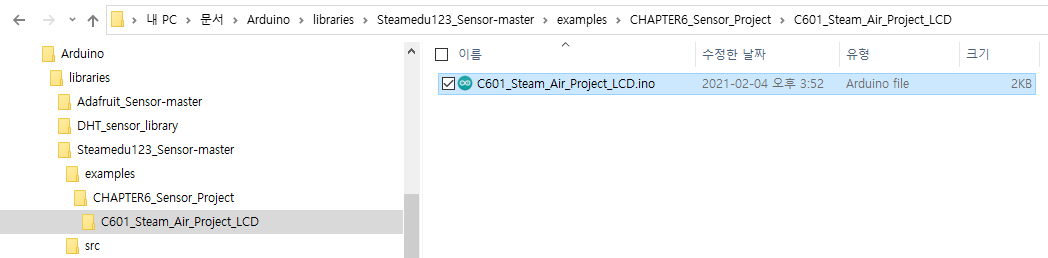 내 PC > 문서 > Arduino > libraries > Steamedu123_Sensor-master > examples > CHAPTER6_Sensor_Project > C601_Steam_Air_Project_LCD
Arduino
libraries
Adafruit_Sensor-master
DHT_sensor_library
Steamedu123_Sensor-master
examples
CHAPTER6_Sensor_Project
C601_Steam_Air_Project_LCD
src
이름 수정한 날짜 유형 크기
C601_Steam_Air_Project_LCD.ino 2021-02-04 오후 3:52 Arduino file 2KB